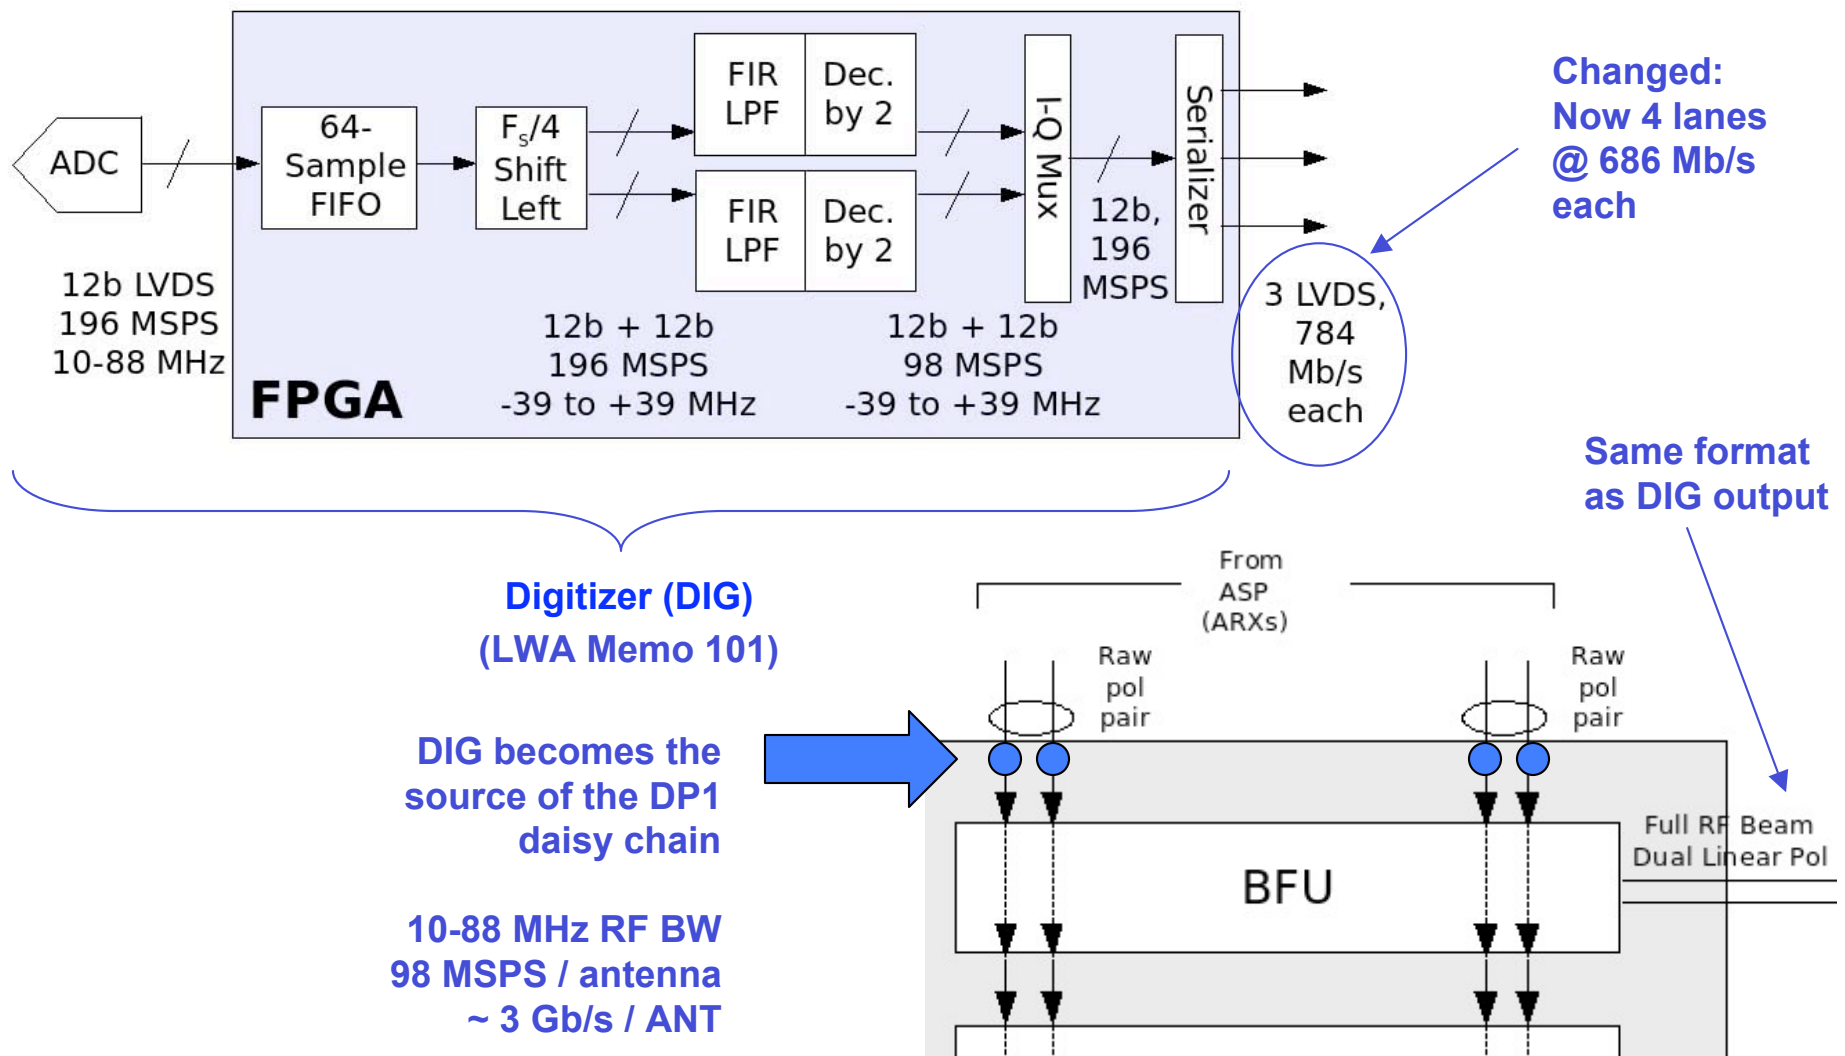 ADC
12b LVDS
196 MSPS
10-88 MHz
64-
Sample
FIFO
Fs/4
Shift
Left
FIR
LPF
Dec.
by 2
FIR
LPF
Dec.
by 2
I-Q Mux
12b,
196
MSPS
Serializer
12b + 12b
196 MSPS
-39 to +39 MHz
12b + 12b
98 MSPS
-39 to +39 MHz
FPGA
3 LVDS,
784
Mb/s
each
Changed:
Now 4 lanes
@ 686 Mb/s
each
Same format
as DIG output
Digitizer (DIG)
(LWA Memo 101)
From
ASP
(ARXs)
Raw
pol
pair
Raw
pol
pair
DIG becomes the
source of the DP1
daisy chain
10-88 MHz RF BW
98 MSPS / antenna
~ 3 Gb/s / ANT
BFU
Full RF Beam
Dual Linear Pol